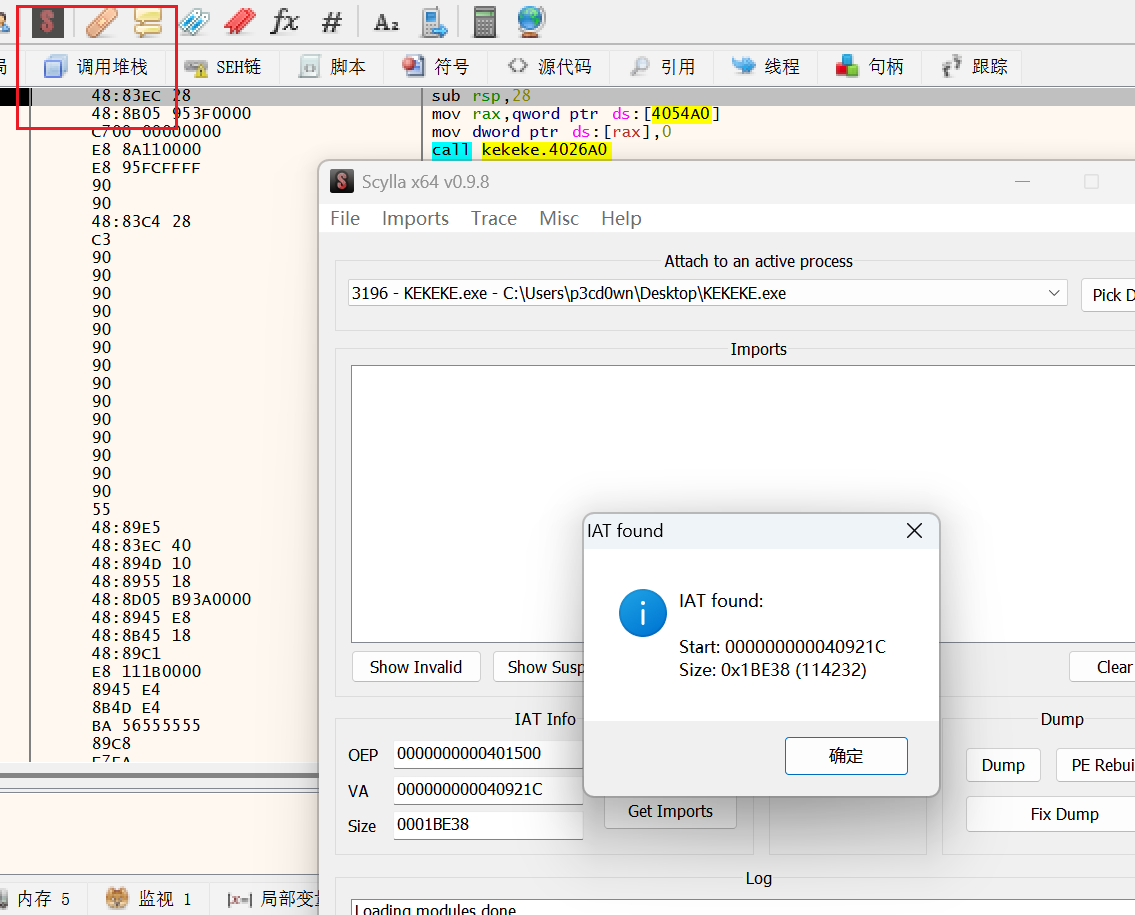 fx # A₂
调用堆栈 SEH链 脚本 符号 源代码 引用 线程 句柄 跟踪
48:83EC 28 sub rsp,28
48:8B05 953F0000 mov rax,qword ptr ds:[4054A0]
C700 00000000 mov dword ptr ds:[rax],0
E8 8A110000 call kekeke.4026A0
E8 95FCFFFF
90
90
48:83C4 28
C3
90
90
90
90
90
90
90
90
90
90
90
90
90
90
55
48:89E5
48:83EC 40
48:894D 10
48:8955 18
48:8D05 B93A0000
48:8945 E8
48:8B45 18
48:89C1
E8 111B0000
8945 E4
8B4D E4
BA 56555555
89C8
F7EA
内存 5 监视 1 |x=| 局部变
S Scylla x64 v0.9.8
File Imports Trace Misc Help
Attach to an active process
3196 - KEKEKE.exe - C:\Users\p3cd0wn\Desktop\KEKEKE.exe
Pick D
Imports
Show Invalid Show Susp Clear
IAT Info
OEP 0000000000401500
VA 000000000040921C
Size 0001BE38
Get Imports
Dump
Dump PE Rebui
Fix Dump
Log
Loading modules done.
IAT found
IAT found:
Start: 000000000040921C
Size: 0x1BE38 (114232)
确定